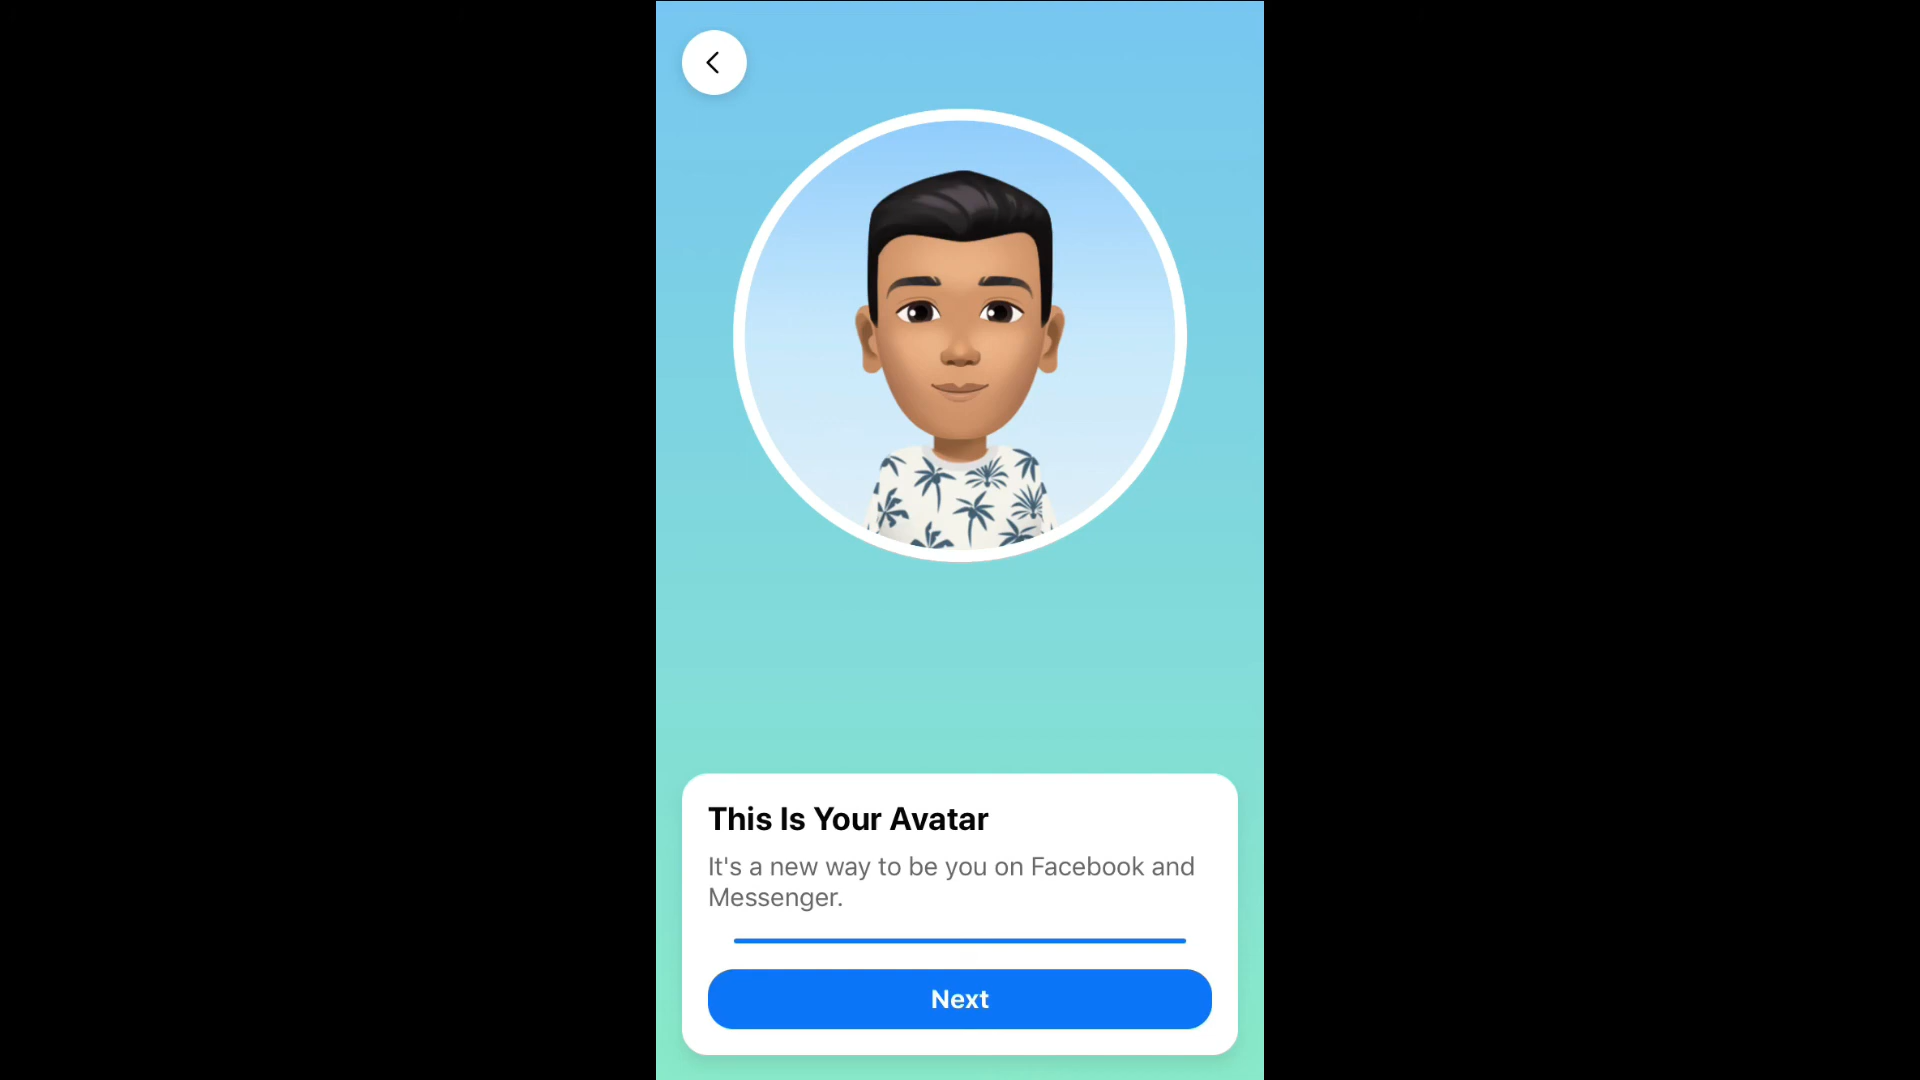 This Is Your Avatar
It's a new way to be you on Facebook and
Messenger.
Next